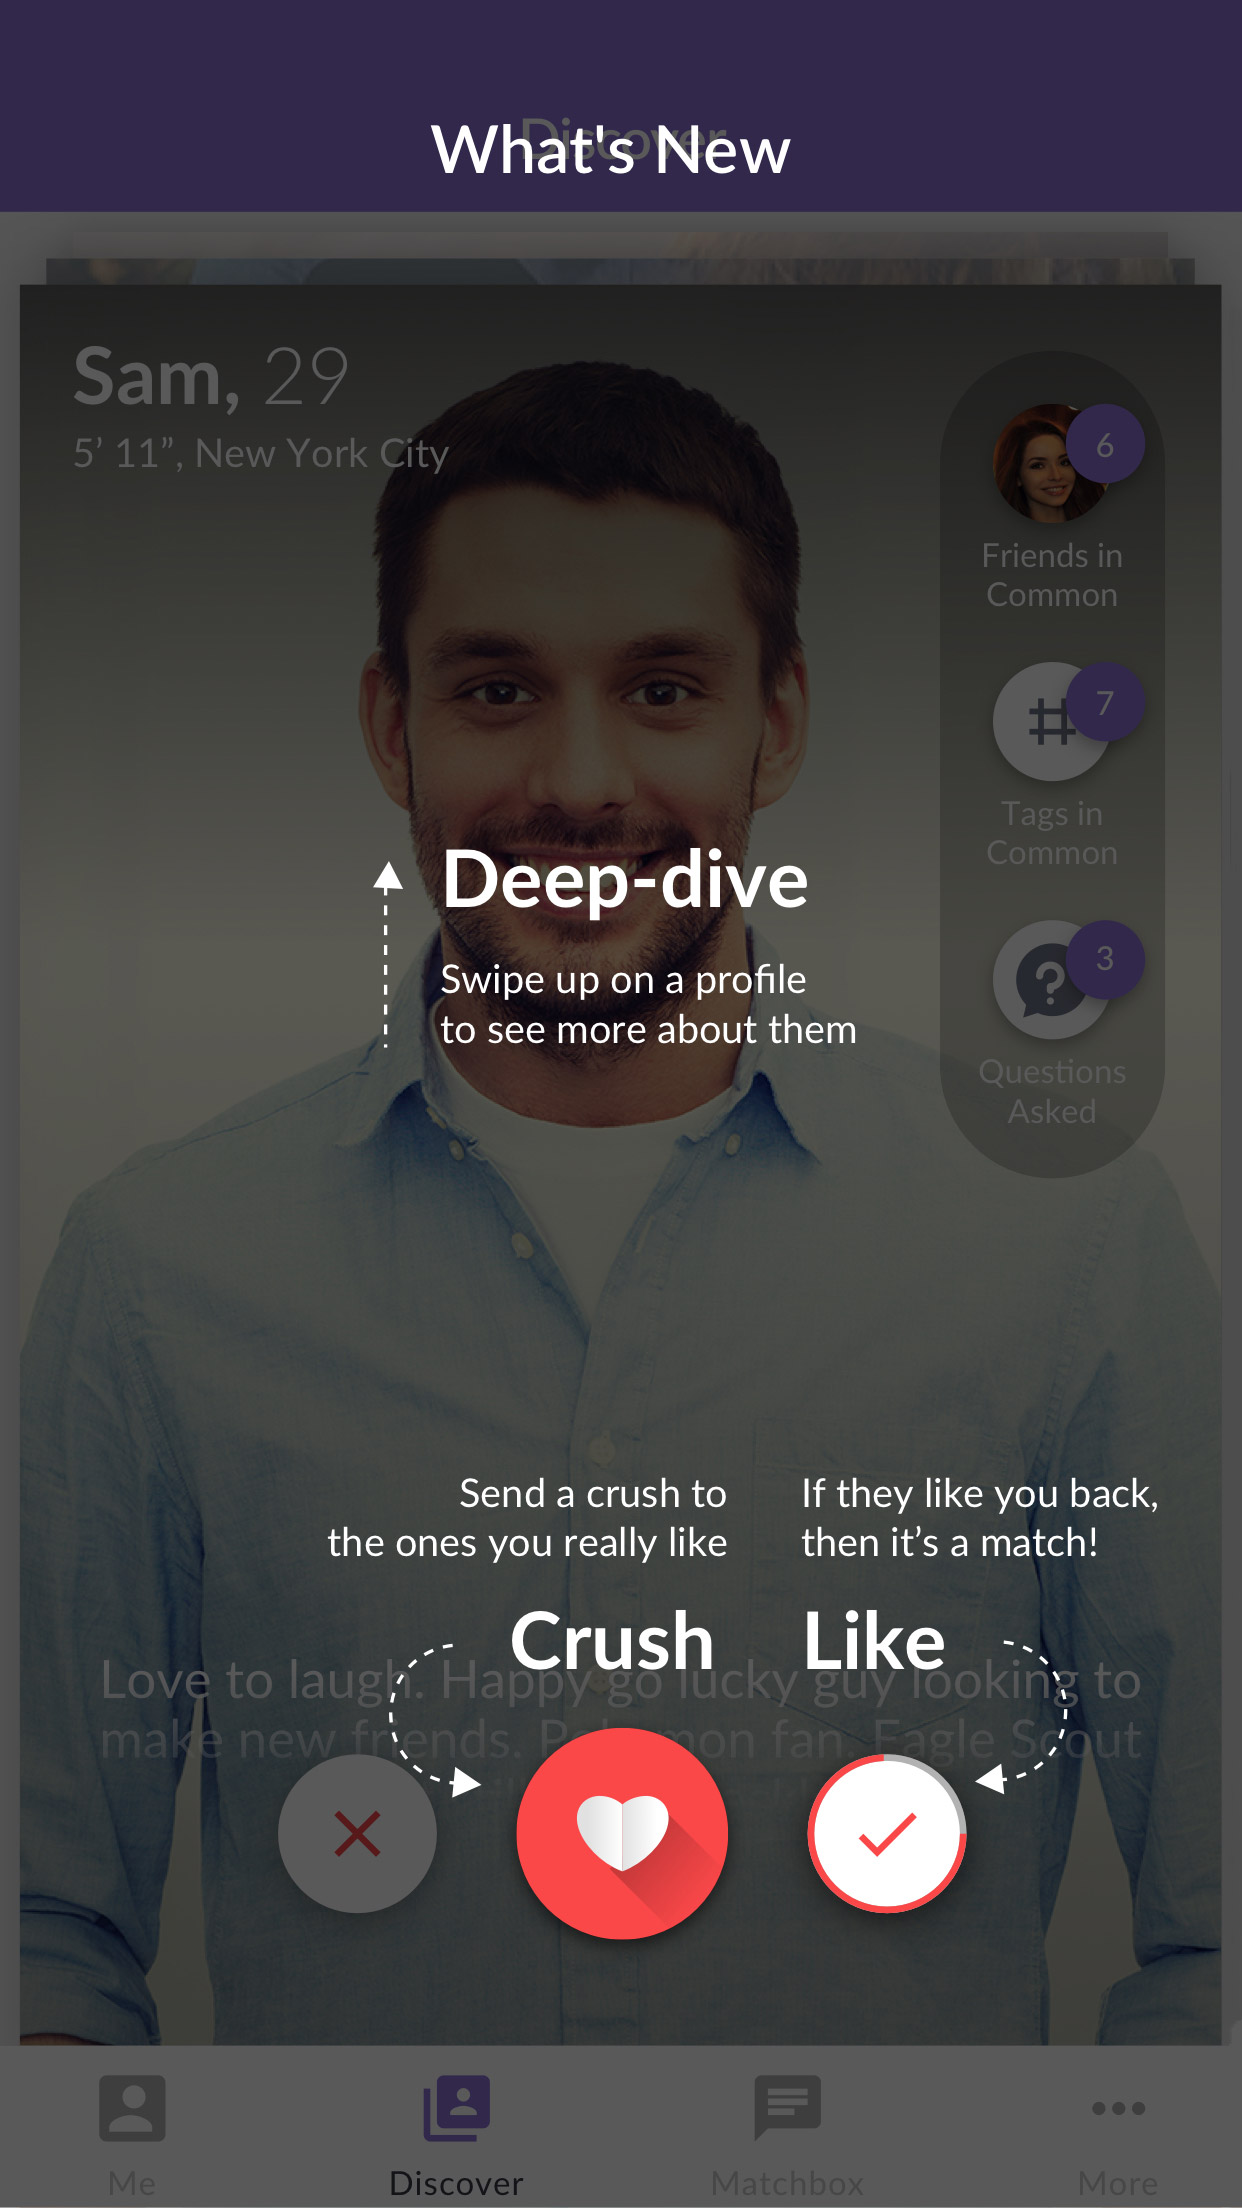 Discover
What's New
Sam, 29
5’ 11”, New York City
6
Friends in
Common
7
Tags in
Common
3
Questions
Asked
Deep-dive
Swipe up on a profile
to see more about them
Send a crush to
the ones you really like
Crush
If they like you back,
then it’s a match!
Like
Love to laugh. Happy go lucky guy looking to
make new friends. fan. Eagle Scout
Me
Discover
Matchbox
More